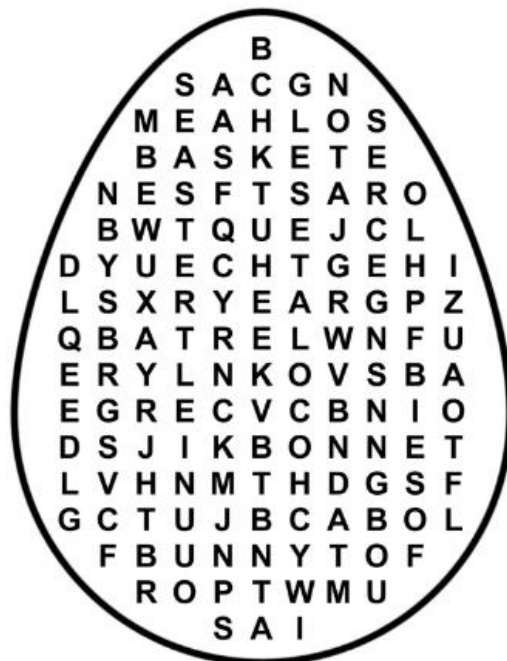 B
S A C G N
M E A H L O S
B A S K E T E
N E S F T S A R O
B W T Q U E J C L
D Y U E C H T G E H I
L S X R Y E A R G P Z
Q B A T R E L W N F U
E R Y L N K O V S B A
E G R E C V C B N I O
D S J I K B O N N E T
L V H N M T H D G S F
G C T U J B C A B O L
F B U N N Y T O F
R O P T W M U
S A I